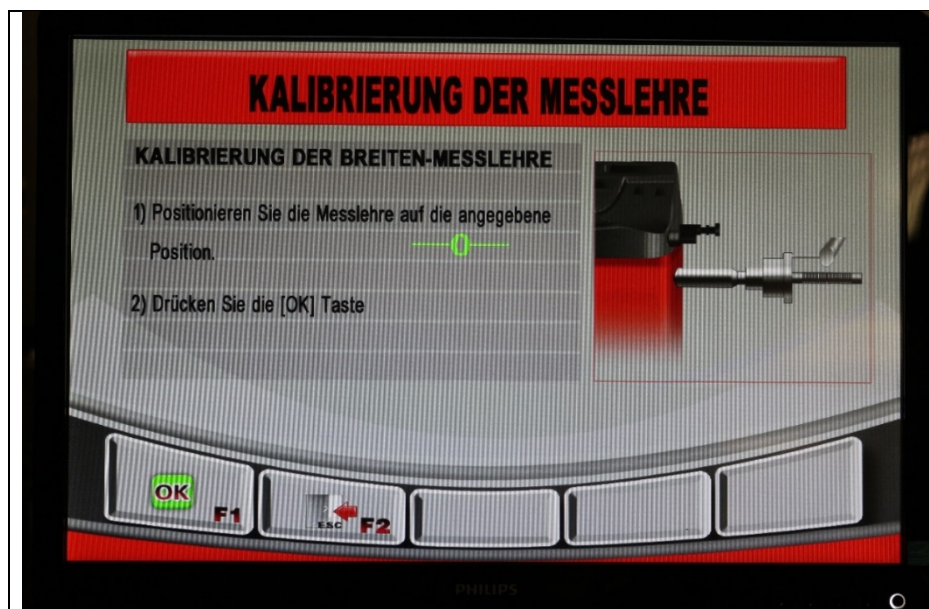 KALIBRIERUNG DER MESSLEHRE
KALIBRIERUNG DER BREITEN-MESSLEHRE
1) Positionieren Sie die Messlehre auf die angegebene
Position.
0
2) Drücken Sie die [OK] Taste
OK
F1
ESC
F2
PHILIPS